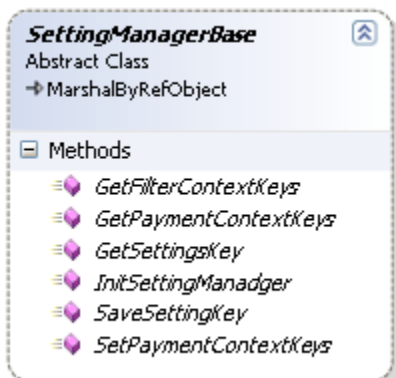 SettingManagerBase
Abstract Class
MarshalByRefObject
Methods
GetFilterContextKeys
GetPaymentContextKeys
GetSettingsKey
InitSettingManadger
SaveSettingKey
SetPaymentContextKeys